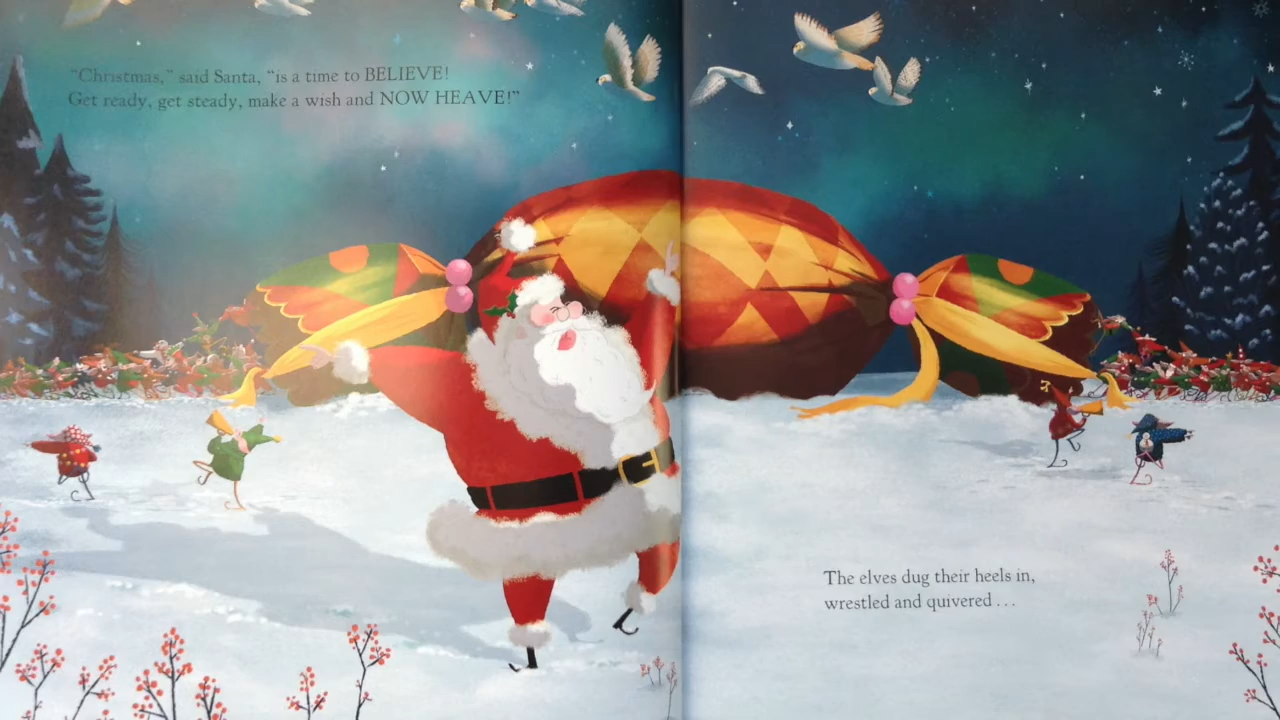 “Christmas,” said Santa, “is a time to BELIEVE!
Get ready, get steady, make a wish and NOW HEAVE!”
The elves dug their heels in,
wrestled and quivered . . .